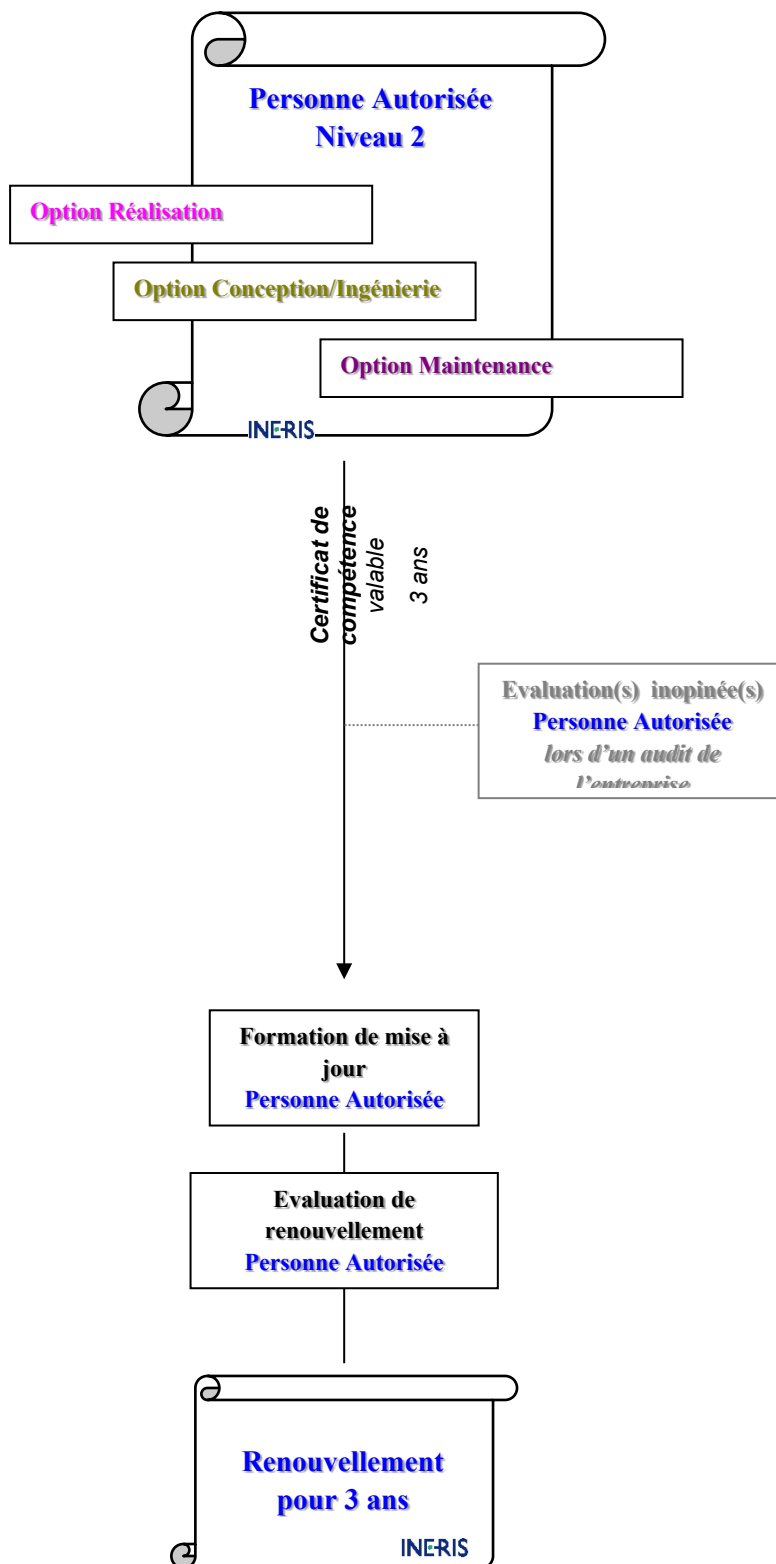 Personne Autorisée
Niveau 2
Option Réalisation
Option Conception/Ingénierie
Option Maintenance
INERIS
Certificat de
compétence
valable
3 ans
Evaluation(s) inopinée(s)
Personne Autorisée
lors d'un audit de
l'entreprise
Formation de mise à
jour
Personne Autorisée
Evaluation de
renouvellement
Personne Autorisée
Renouvellement
pour 3 ans
INERIS